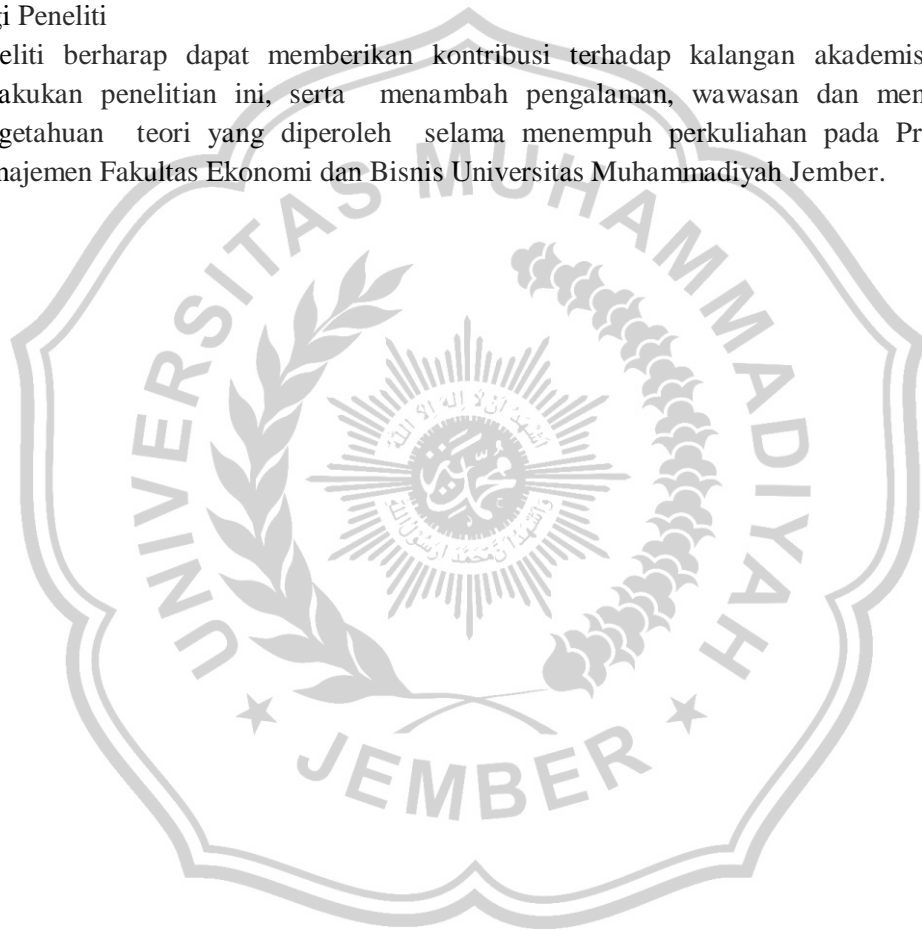 gi Peneliti
eliti berharap dapat memberikan kontribusi terhadap kalangan akademis
akukan penelitian ini, serta menambah pengalaman, wawasan dan men
getahuan teori yang diperoleh selama menempuh perkuliahan pada Pr
najemen Fakultas Ekonomi dan Bisnis Universitas Muhammadiyah Jember.
UNIVERSITAS MUHAMMADIYAH
JEMBER